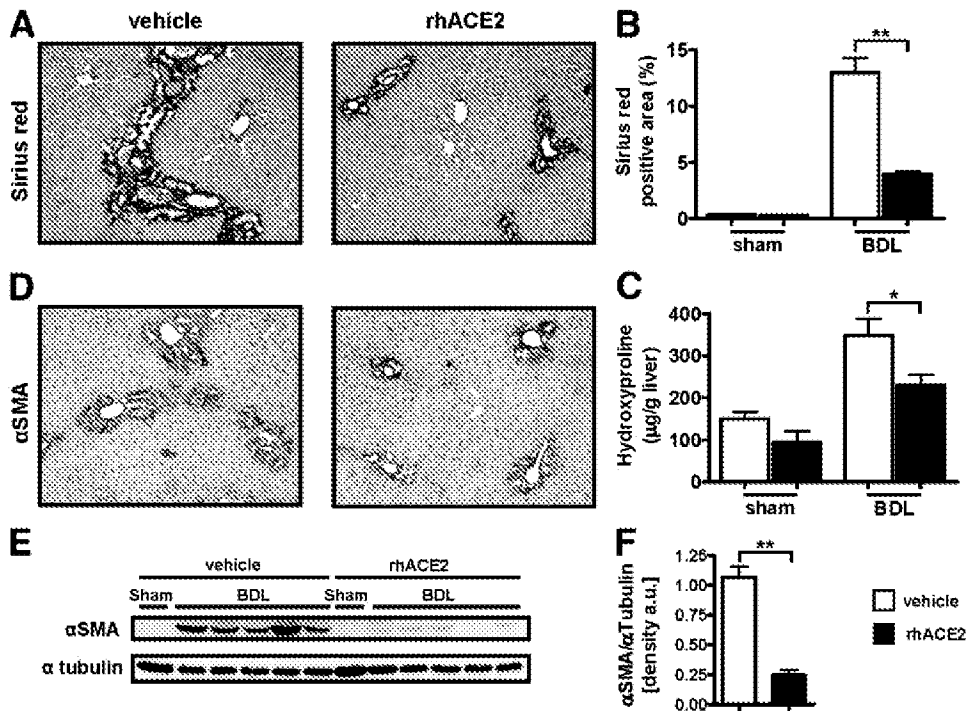 A
vehicle
rhACE2
Sirius red
B
Sirius red
positive area (%)
15
10
5
0
**
sham
BDL
D
αSMA
C
Hydroxyproline
(µg/g liver)
400
300
200
100
0
*
sham
BDL
E
vehicle
rhACE2
Sham
BDL
Sham
BDL
αSMA
α tubulin
F
αSMA/αTubulin
[density a.u.]
1.25
1.00
0.75
0.50
0.25
0.00
**
vehicle
rhACE2